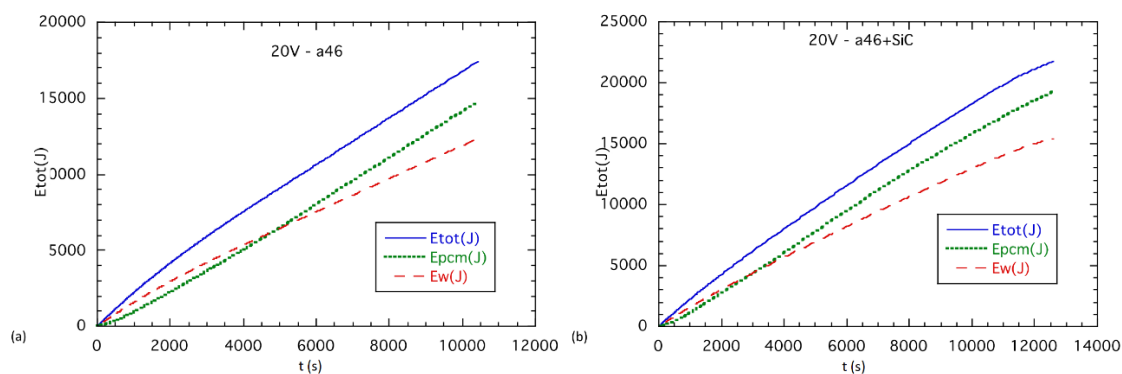 20V - a46
Etot(J)
20000
15000
10000
5000
0
Etot(J)
Epcm(J)
Ew(J)
0 2000 4000 6000 8000 10000 12000
t (s)
(a)
20V - a46+SiC
Etot(J)
25000
20000
15000
10000
5000
0
Etot(J)
Epcm(J)
Ew(J)
0 2000 4000 6000 8000 10000 12000 14000
t (s)
(b)